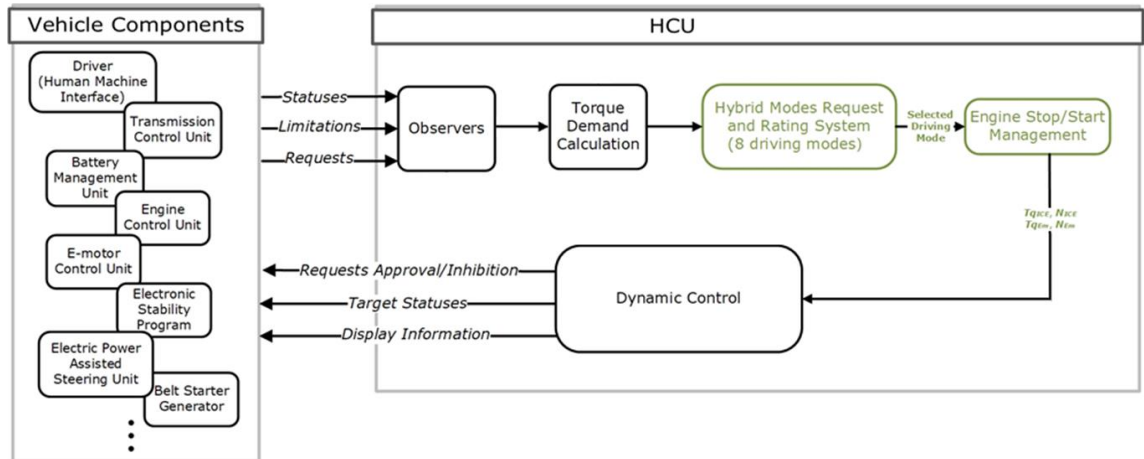 Vehicle Components
Driver
(Human Machine
Interface)
Transmission
Control Unit
Battery
Management
Unit
Engine
Control Unit
E-motor
Control Unit
Electronic
Stability
Program
Electric Power
Assisted
Steering Unit
Belt Starter
Generator
Statuses
Limitations
Requests
HCU
Observers
Torque
Demand
Calculation
Hybrid Modes Request
and Rating System
(8 driving modes)
Selected
Driving
Mode
Engine Stop/Start
Management
TqICE, NICE
TqEm, NEm
Dynamic Control
Requests Approval/Inhibition
Target Statuses
Display Information